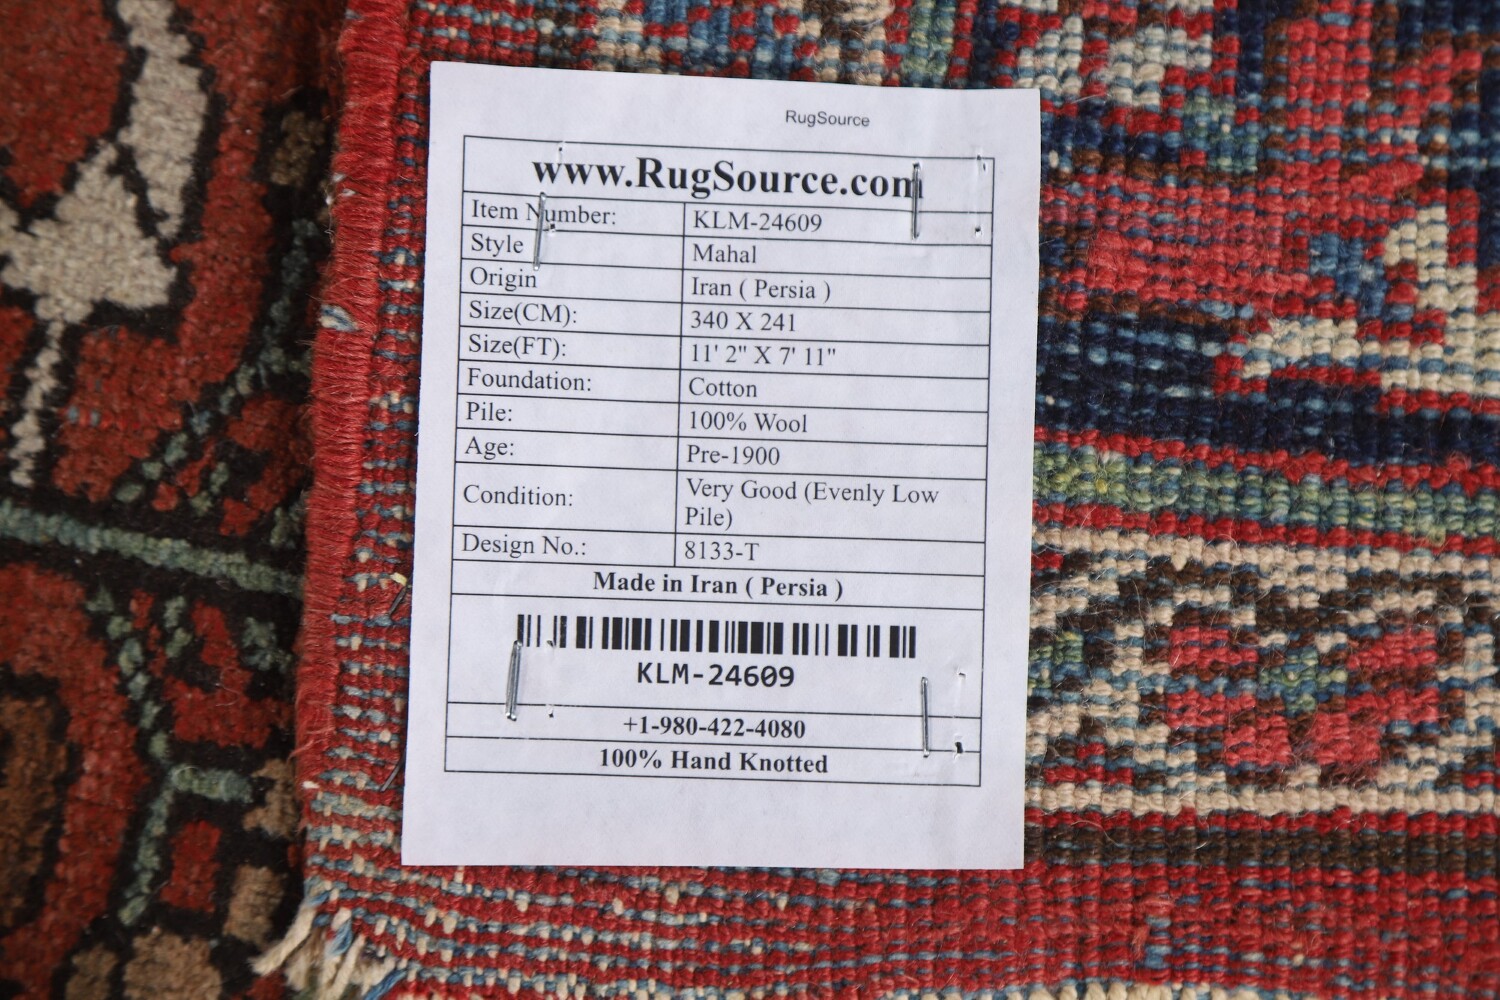 RugSource
www.RugSource.com
Item Number: KLM-24609
Style Mahal
Origin Iran ( Persia )
Size(CM): 340 X 241
Size(FT): 11' 2" X 7' 11"
Foundation: Cotton
Pile: 100% Wool
Age: Pre-1900
Condition: Very Good (Evenly Low
Pile)
Design No.: 8133-T
Made in Iran ( Persia )
KLM-24609
+1-980-422-4080
100% Hand Knotted